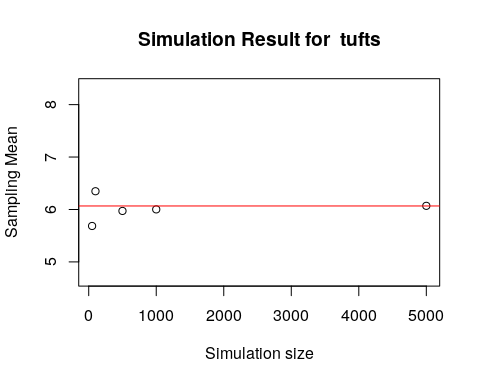 Simulation Result for  tufts
Sampling Mean
8
7
6
5
0 1000 2000 3000 4000 5000
Simulation size